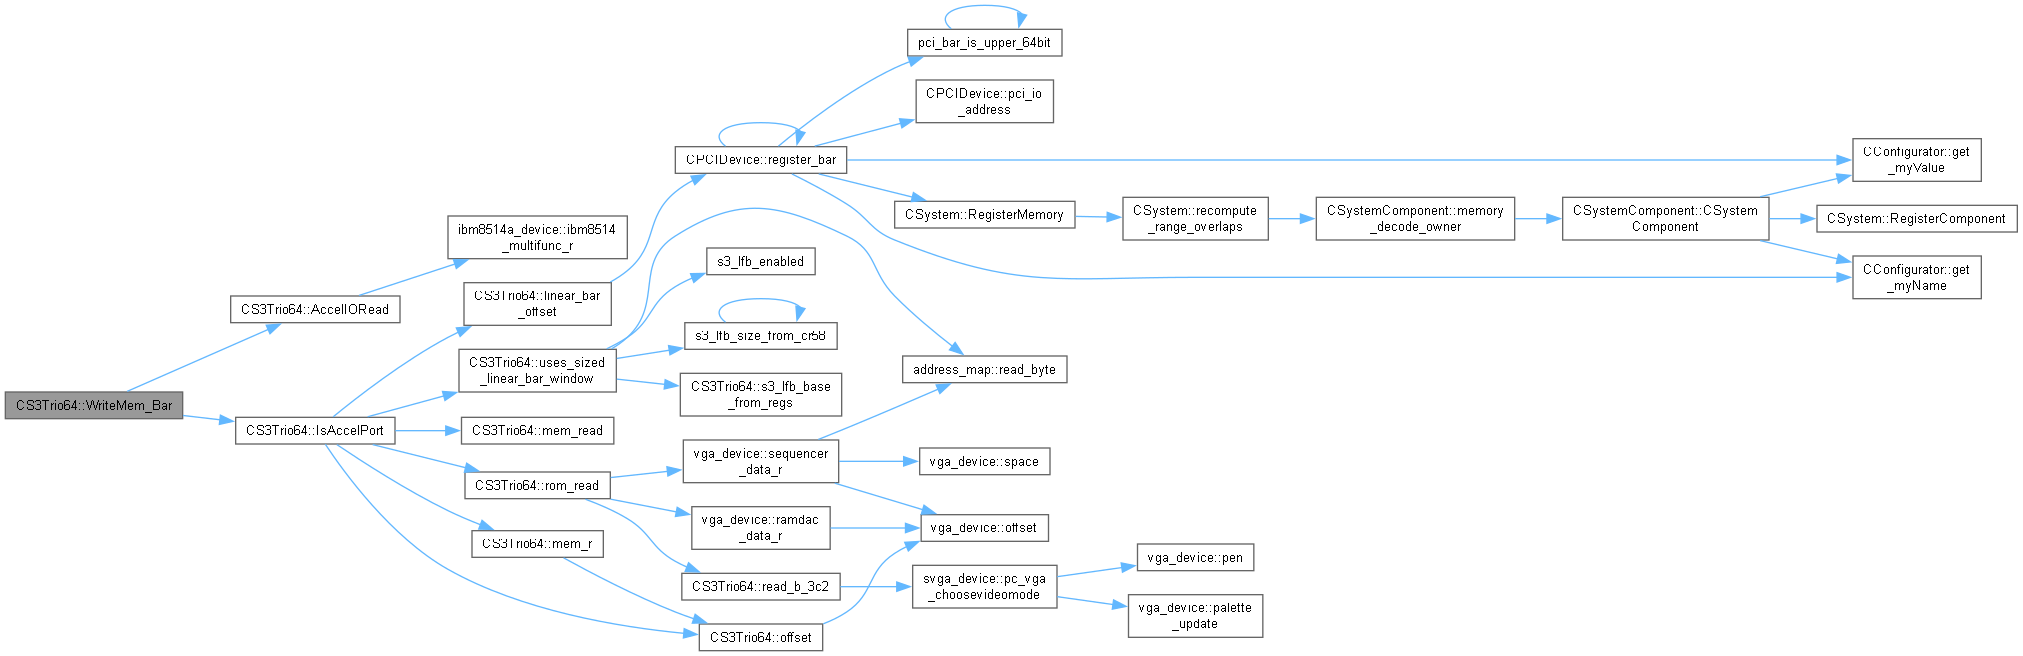 pci_bar_is_upper_64bit
CPCIDevice::pci_io
_address
CPCIDevice::register_bar
CConfigurator::get
_myValue
CSystem::RegisterMemory
CSystem::recompute
_range_overlaps
CSystemComponent::memory
_decode_owner
CSystemComponent::CSystem
Component
CSystem::RegisterComponent
ibm8514a_device::ibm8514
_multifunc_r
s3_lfb_enabled
CConfigurator::get
_myName
CS3Trio64::AccelIORead
CS3Trio64::linear_bar
_offset
s3_lfb_size_from_cr58
CS3Trio64::uses_sized
_linear_bar_window
address_map::read_byte
CS3Trio64::s3_lfb_base
_from_regs
CS3Trio64::WriteMem_Bar
CS3Trio64::IsAccelPort
CS3Trio64::mem_read
vga_device::sequencer
_data_r
vga_device::space
CS3Trio64::rom_read
vga_device::ramdac
_data_r
vga_device::offset
CS3Trio64::mem_r
vga_device::pen
CS3Trio64::read_b_3c2
svga_device::pc_vga
_choosevideomode
vga_device::palette
_update
CS3Trio64::offset